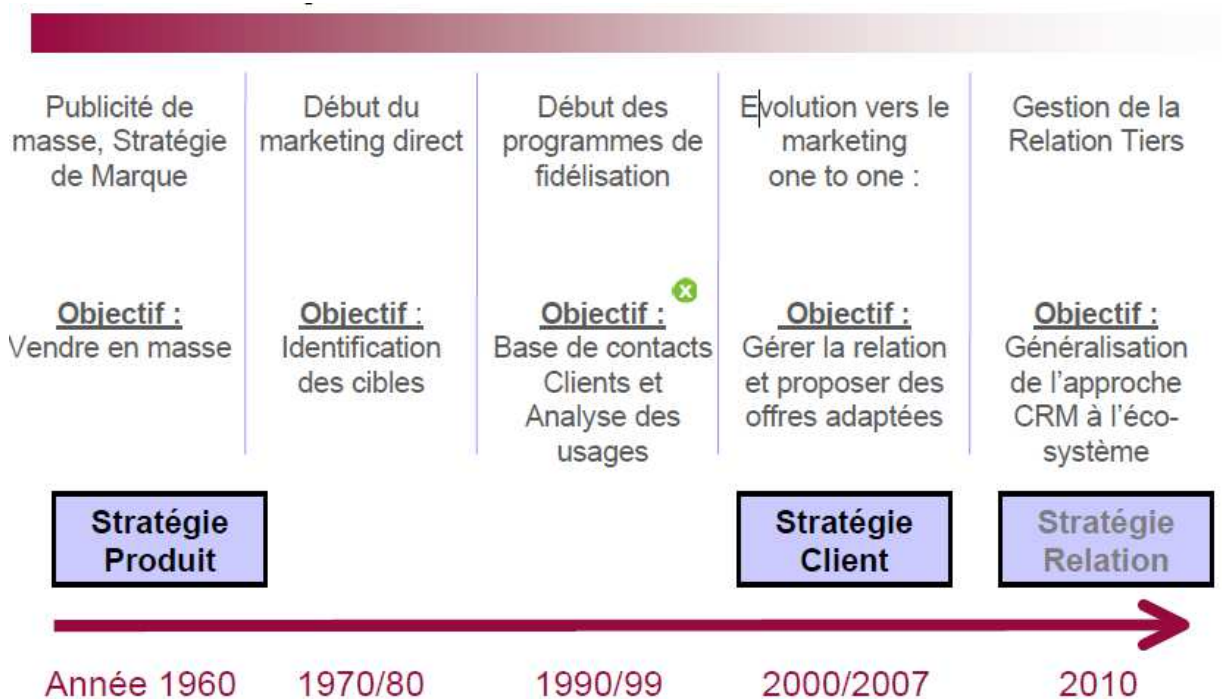 Publicité de
masse, Stratégie
de Marque
Début du
marketing direct
Début des
programmes de
fidélisation
Evolution vers le
marketing
one to one :
Gestion de la
Relation Tiers
Objectif :
Vendre en masse
Objectif :
Identification
des cibles
Objectif :
Base de contacts
Clients et
Analyse des
usages
Objectif :
Gérer la relation
et proposer des
offres adaptées
Objectif :
Généralisation
de l'approche
CRM à l'éco-
système
Stratégie
Produit
Stratégie
Client
Stratégie
Relation
Année 1960
1970/80
1990/99
2000/2007
2010